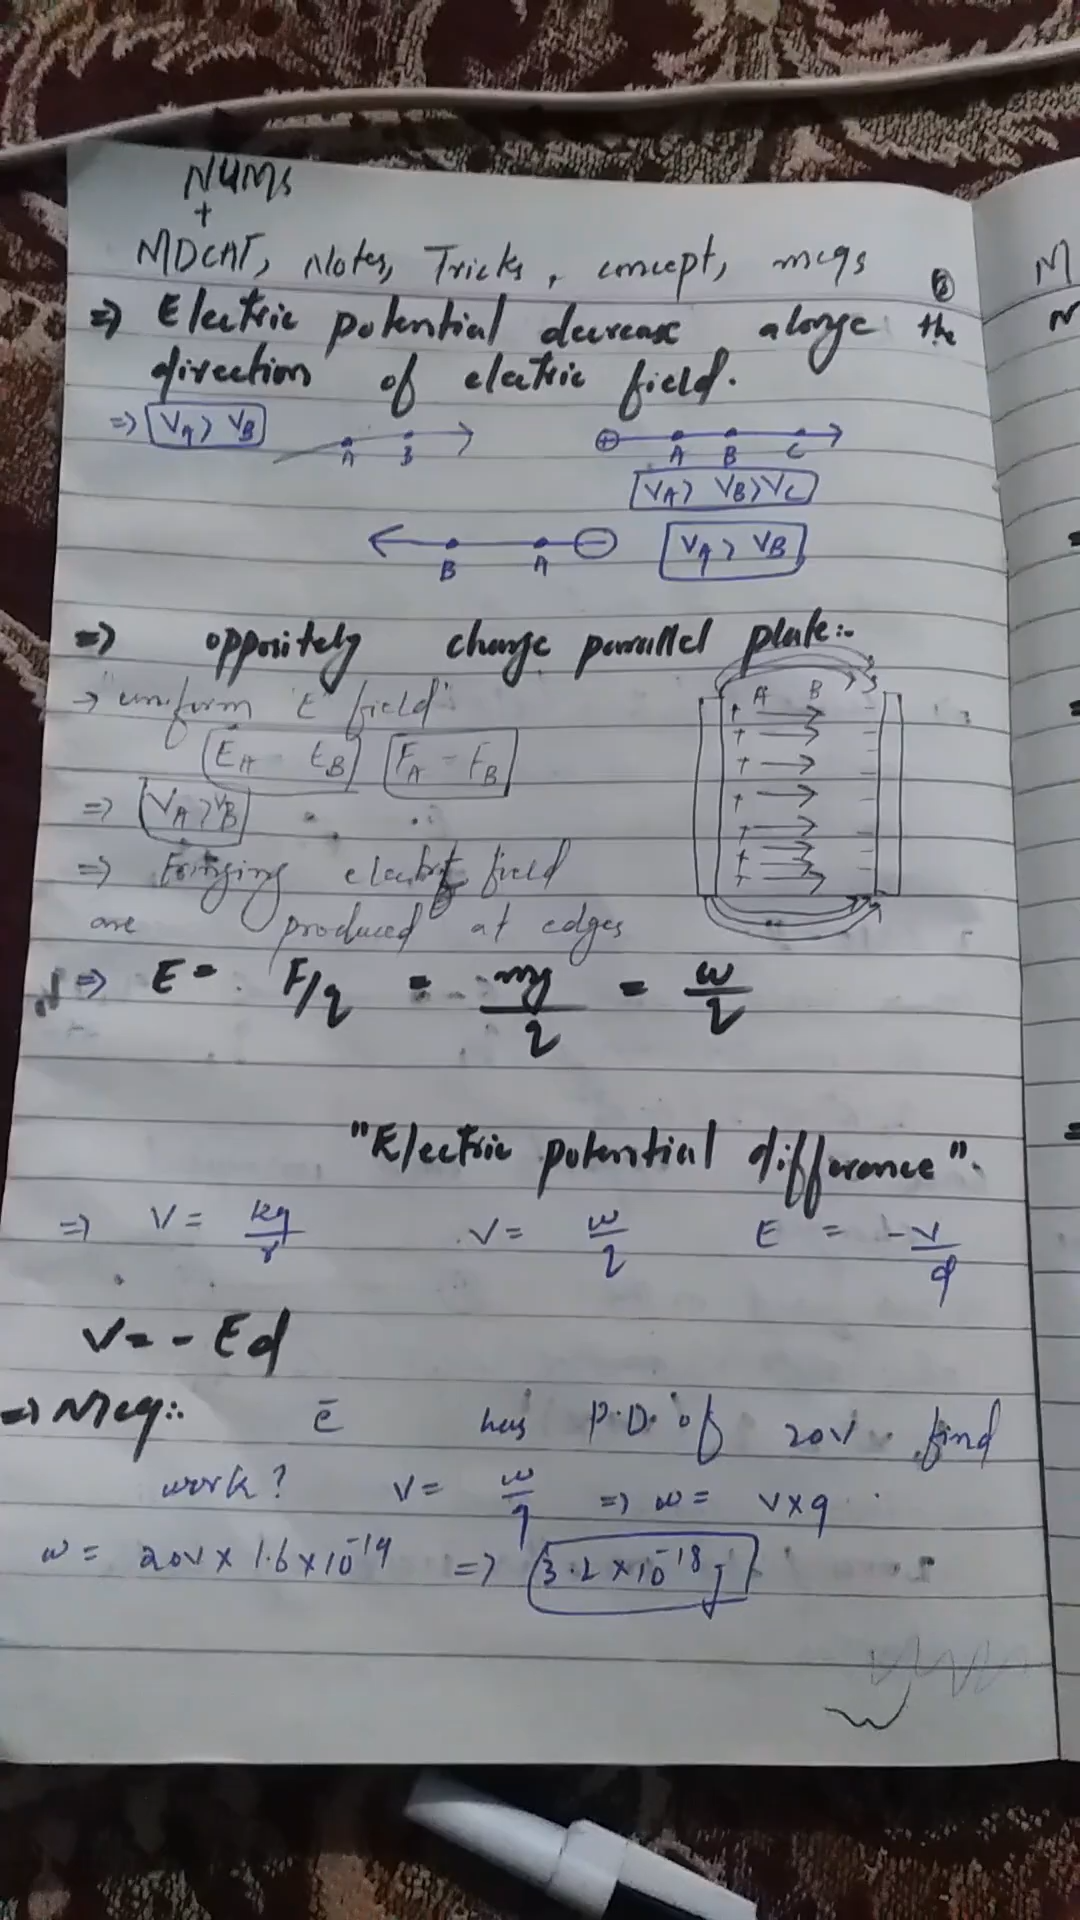 NUMs
+
MDCAT, Notes, Tricks, concept, mcqs
⇒ Electric potential decrease alonge the
direction of electric field.
⇒ VA > VB
A B
+ A B C
VA > VB > VC
B A −
VA > VB
⇒ oppositely charge parallel plate:-
→ "uniform E field"
EA = EB FA = FB
A B
⇒ VA > VB
⇒ Fringing electric field
are produced at edges
⇒ E = F/q = mg/q = w/q
"Electric potential difference".
⇒ V = kq/r V = w/q E = -V/d
V = - Ed
⇒ Mcq:. ē has P.D. of 20V find
work? V = w/q ⇒ w = V×q
w = 20V × 1.6×10⁻¹⁹ ⇒ 3.2×10⁻¹⁸J